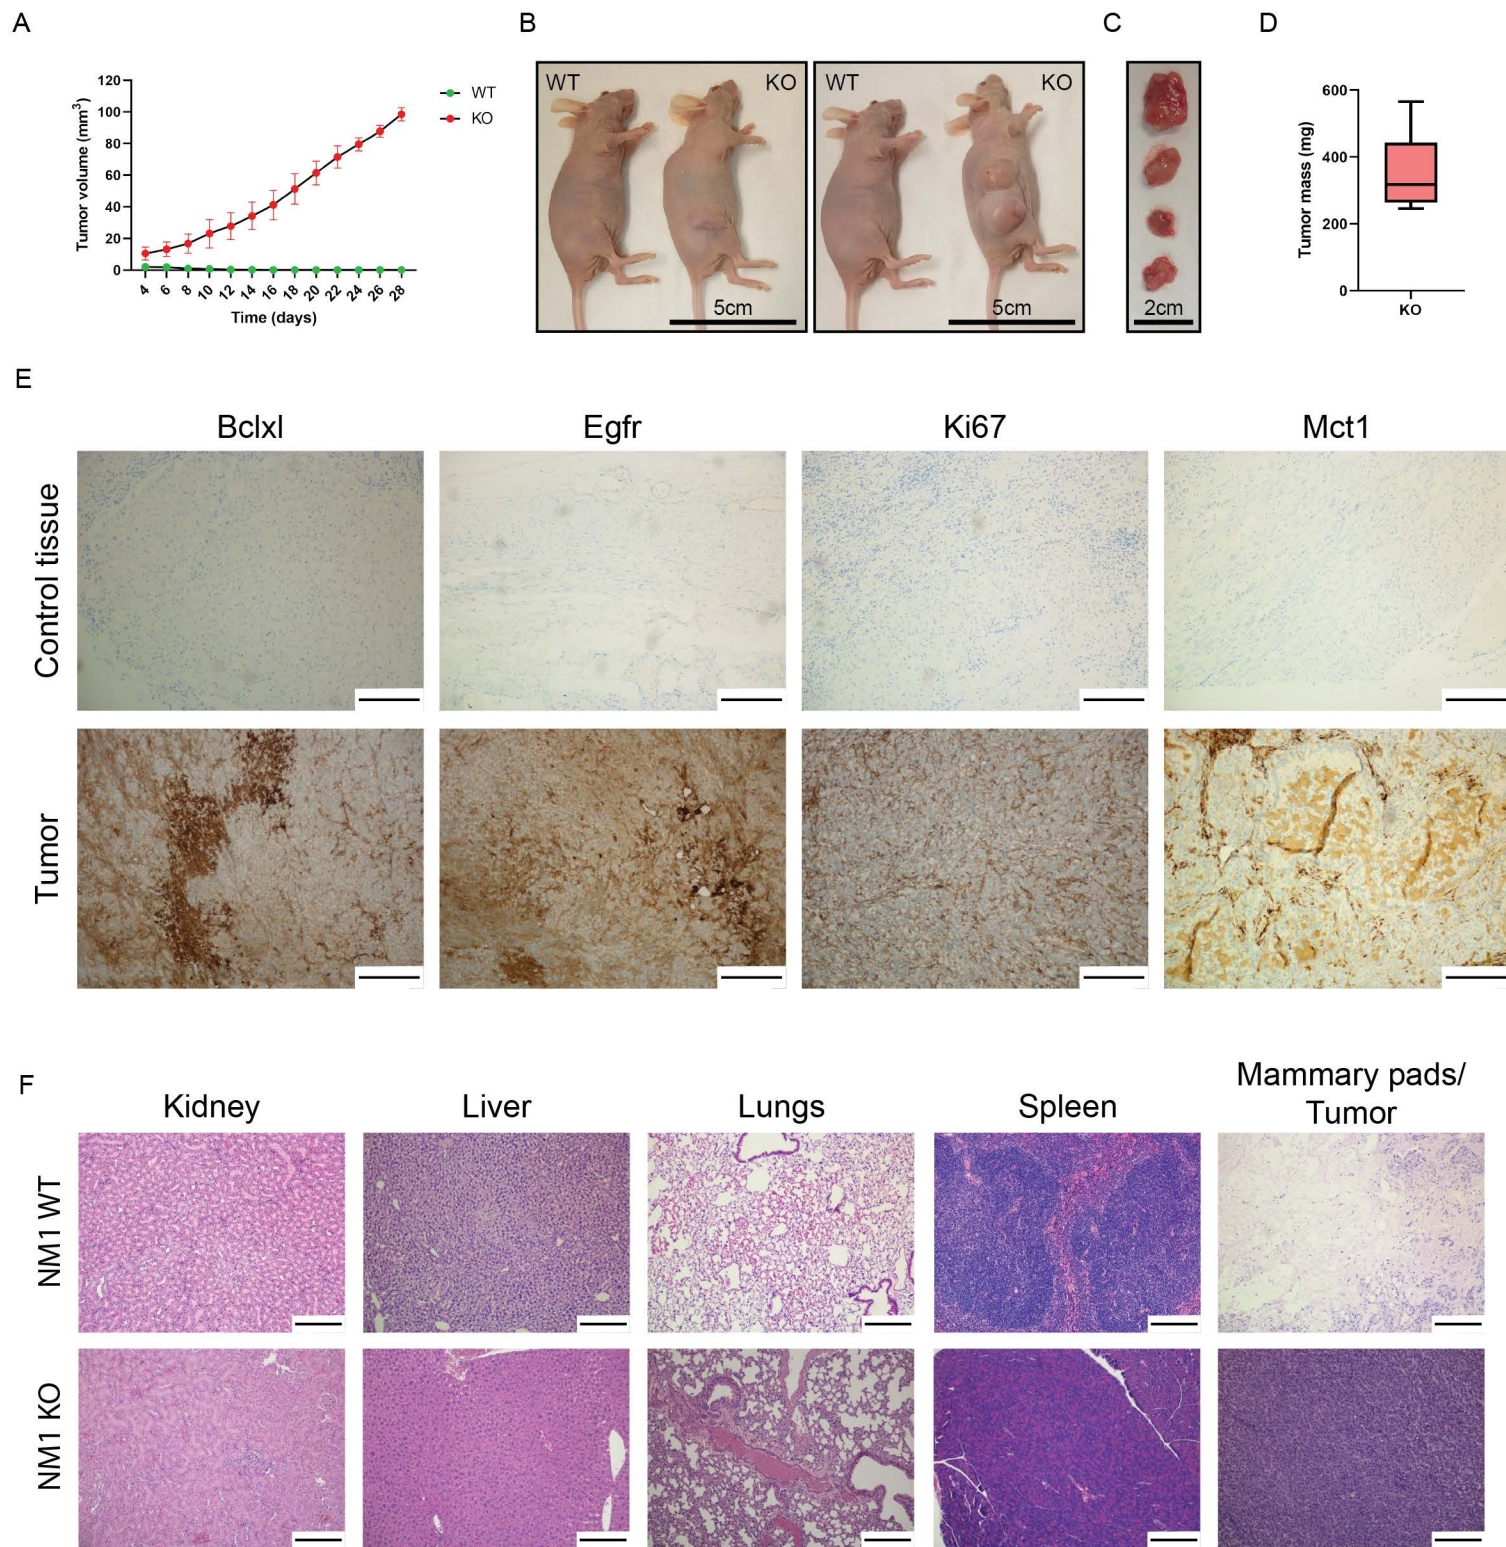 A
B
C
D
Tumor volume (mm³)
120
100
80
60
40
20
0
4 6 8 10 12 14 16 18 20 22 24 26 28
Time (days)
WT
KO
WT KO
5cm
WT KO
5cm
2cm
Tumor mass (mg)
600
400
200
0
KO
E
Bclxl Egfr Ki67 Mct1
Control tissue
Tumor
F
Kidney Liver Lungs Spleen Mammary pads/
Tumor
NM1 WT
NM1 KO